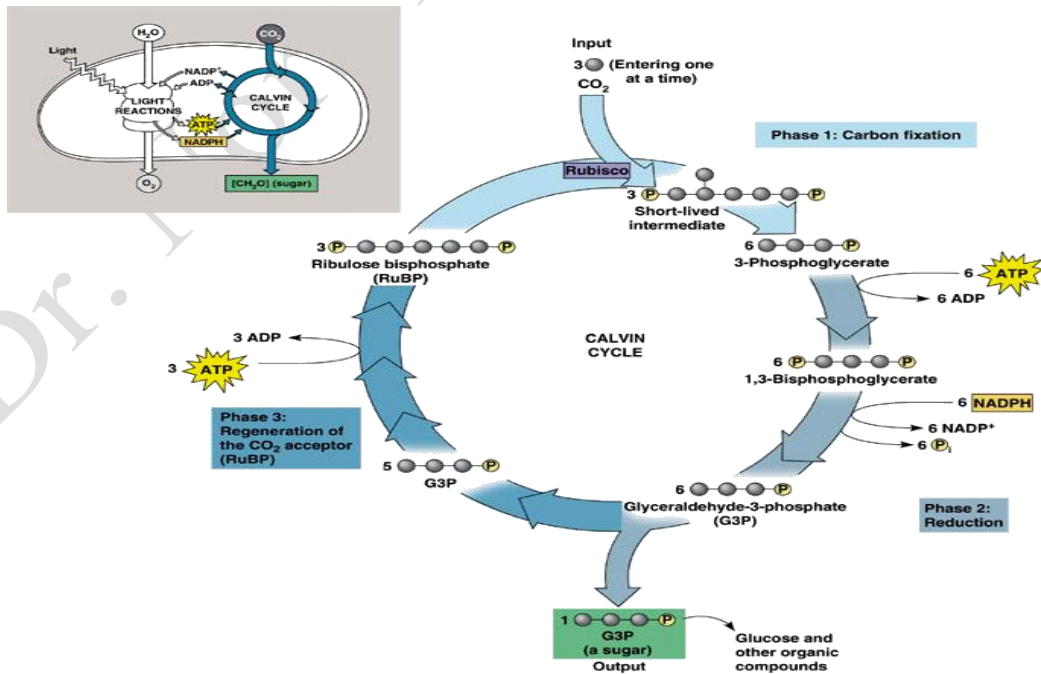 H₂O
CO₂
Light
NADP⁺
ADP
LIGHT
REACTIONS
CALVIN
CYCLE
ATP
NADPH
O₂
[CH₂O] (sugar)
Input
3 (Entering one
at a time)
CO₂
Phase 1: Carbon fixation
Rubisco
3 P P
Short-lived
intermediate
3 P P
Ribulose bisphosphate
(RuBP)
6 P
3-Phosphoglycerate
6 ATP
6 ADP
3 ADP
3 ATP
CALVIN
CYCLE
6 P P
1,3-Bisphosphoglycerate
6 NADPH
6 NADP⁺
6 Pᵢ
Phase 3:
Regeneration of
the CO₂ acceptor
(RuBP)
5 P
G3P
6 P
Glyceraldehyde-3-phosphate
(G3P)
Phase 2:
Reduction
1 P
G3P
(a sugar)
Output
Glucose and
other organic
compounds
Dr.